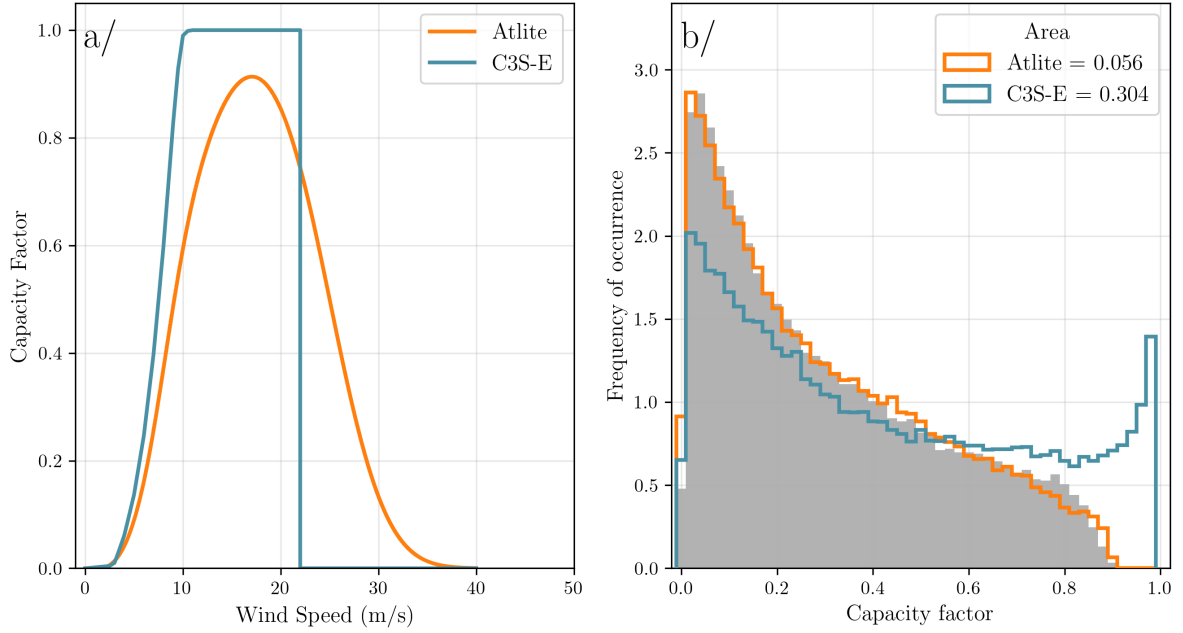 a/
Atlite
C3S-E
1.0
0.8
0.6
0.4
0.2
0.0
Capacity Factor
0
10
20
30
40
50
Wind Speed (m/s)
b/
Area
Atlite = 0.056
C3S-E = 0.304
3.0
2.5
2.0
1.5
1.0
0.5
0.0
Frequency of occurrence
0.0
0.2
0.4
0.6
0.8
1.0
Capacity factor